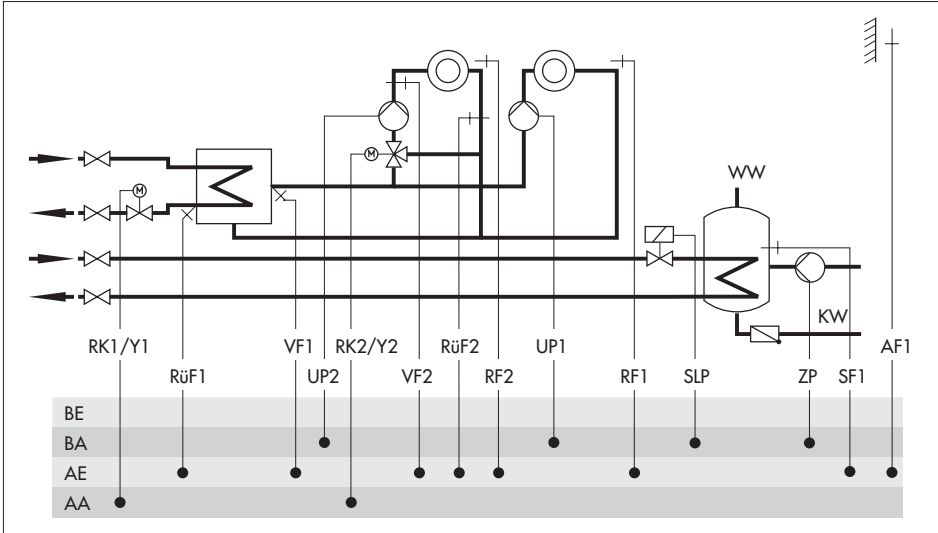 WW
M
M
KW
RK1/Y1 VF1 RK2/Y2 RüF2 UP1 AF1
RüF1 UP2 VF2 RF2 RF1 SLP ZP SF1
BE
BA
AE
AA